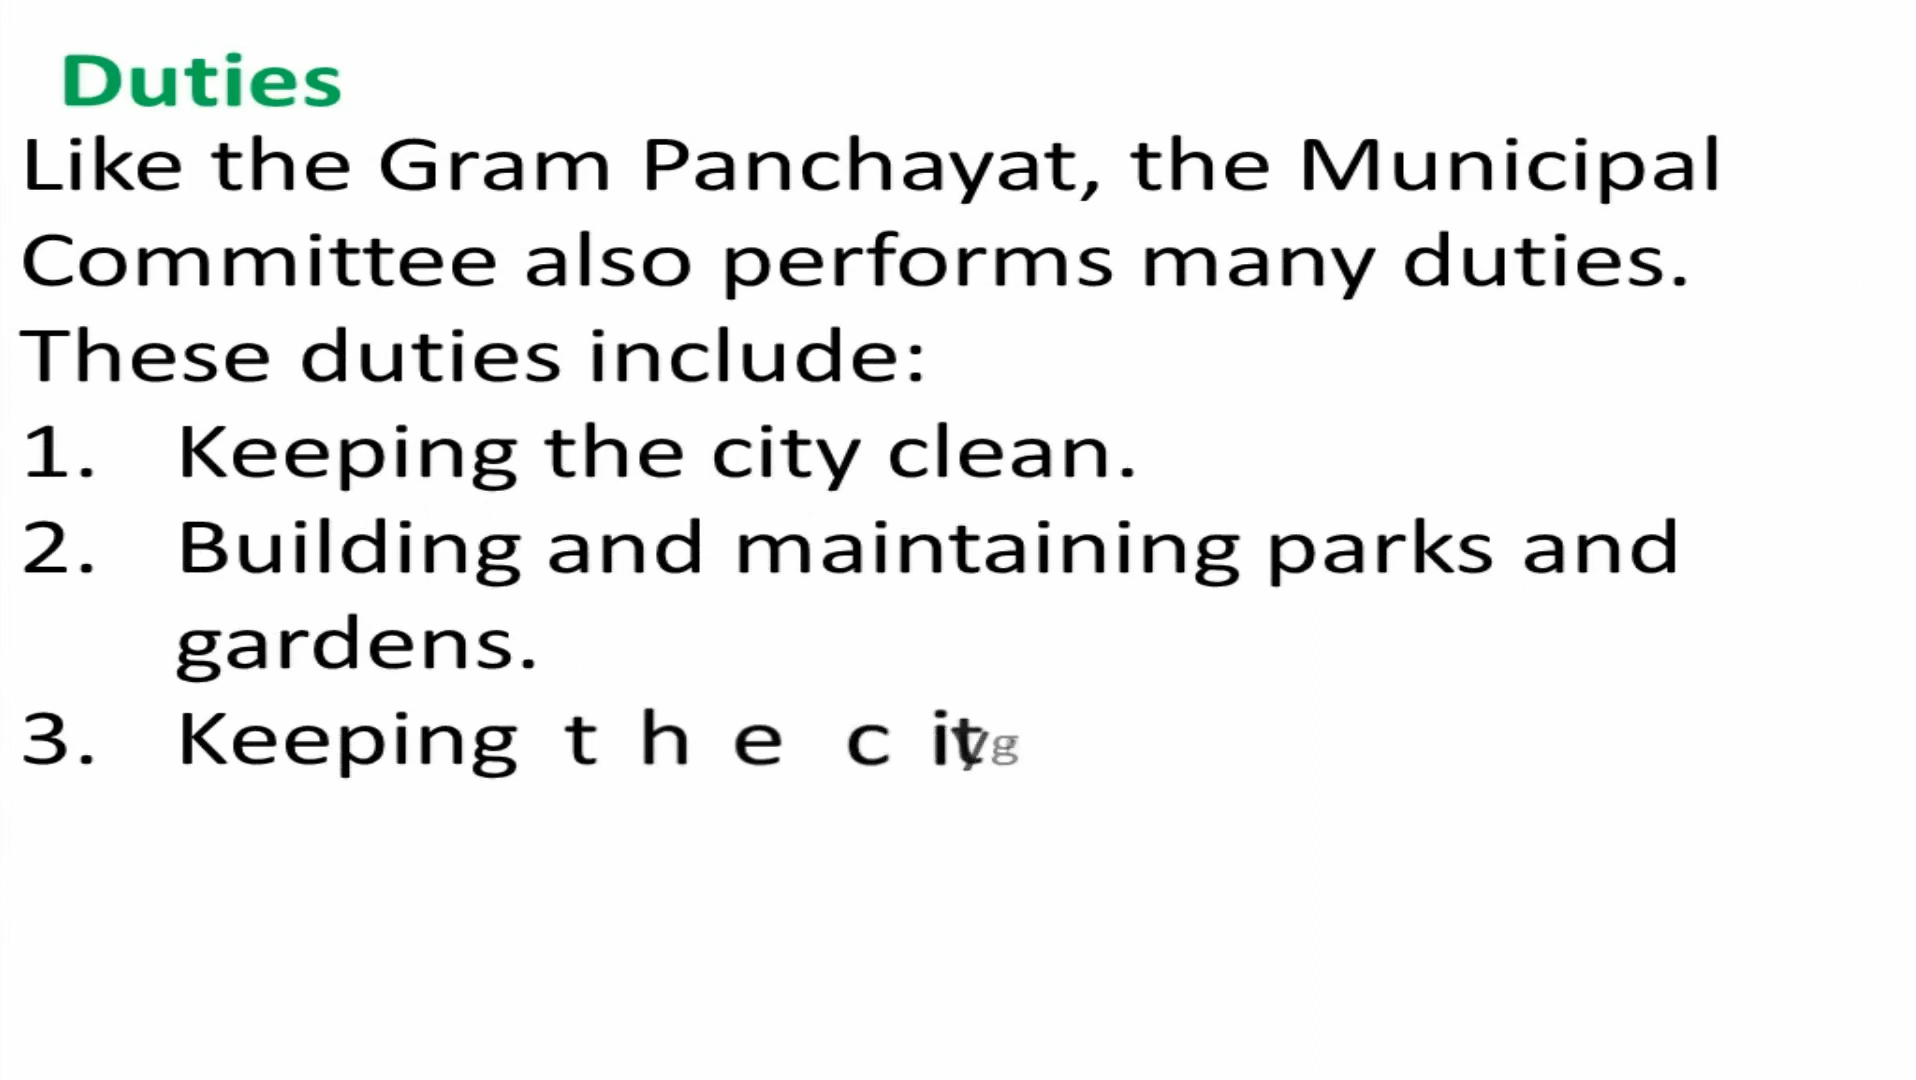 Duties
Like the Gram Panchayat, the Municipal
Committee also performs many duties.
These duties include:
1. Keeping the city clean.
2. Building and maintaining parks and
gardens.
3. Keeping the city